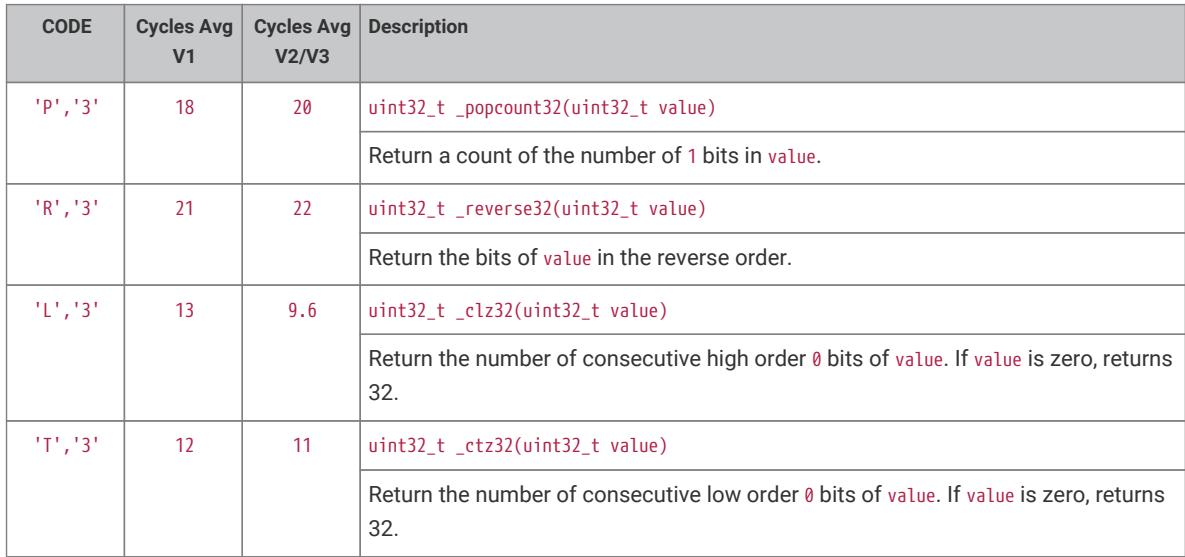 CODE Cycles Avg V1 Cycles Avg V2/V3 Description
'P','3' 18 20 uint32_t _popcount32(uint32_t value)
Return a count of the number of 1 bits in value.
'R','3' 21 22 uint32_t _reverse32(uint32_t value)
Return the bits of value in the reverse order.
'L','3' 13 9.6 uint32_t _clz32(uint32_t value)
Return the number of consecutive high order 0 bits of value. If value is zero, returns
32.
'T','3' 12 11 uint32_t _ctz32(uint32_t value)
Return the number of consecutive low order 0 bits of value. If value is zero, returns
32.